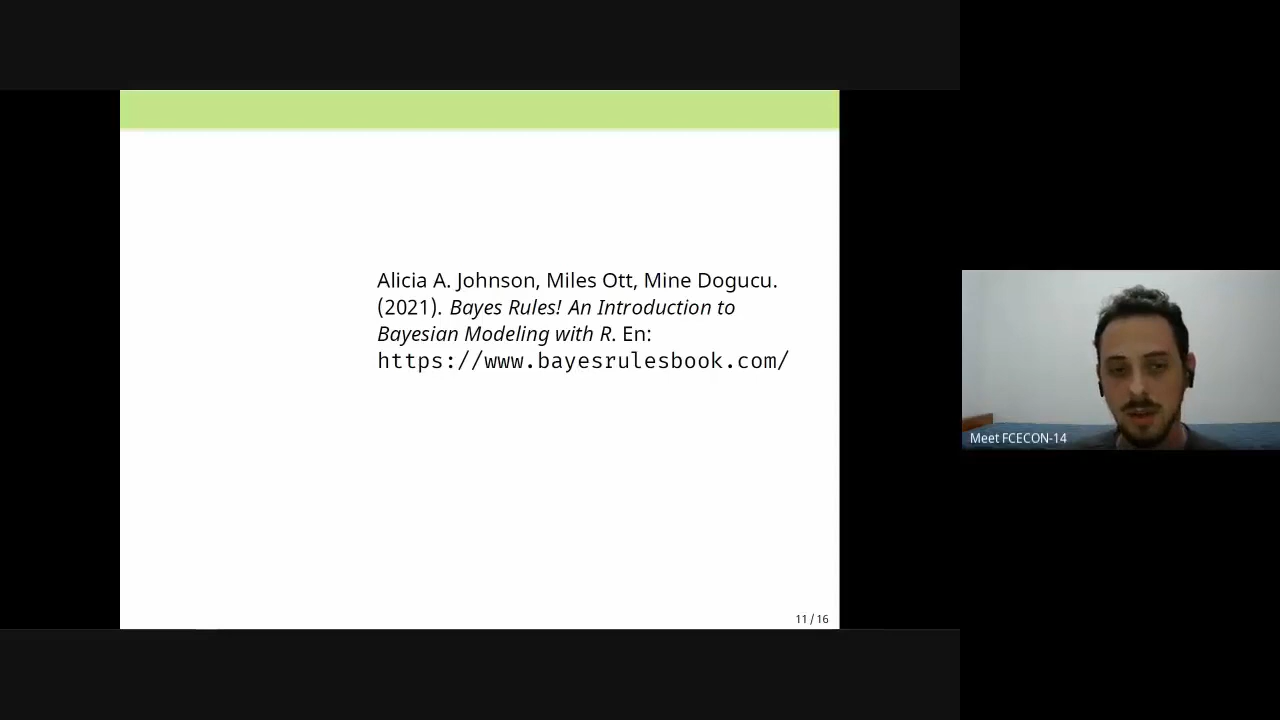 Alicia A. Johnson, Miles Ott, Mine Dogucu.
(2021). Bayes Rules! An Introduction to
Bayesian Modeling with R. En:
https://www.bayesrulesbook.com/
11 / 16
Meet FCECON-14